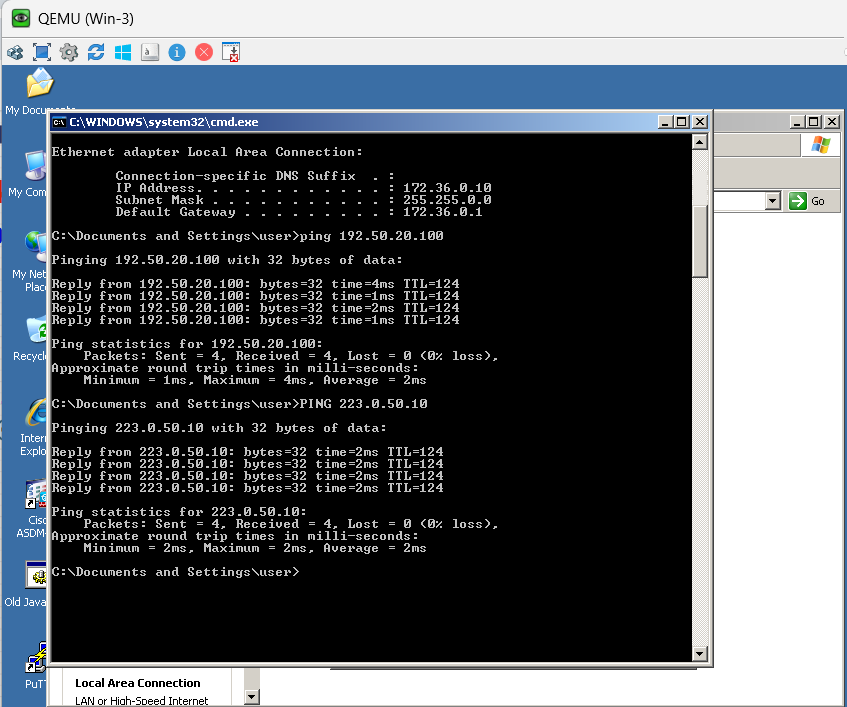 QEMU (Win-3)
My Documents
C:\WINDOWS\system32\cmd.exe
Ethernet adapter Local Area Connection:
Connection-specific DNS Suffix  . :
IP Address. . . . . . . . . . . . : 172.36.0.10
Subnet Mask . . . . . . . . . . . : 255.255.0.0
Default Gateway . . . . . . . . . : 172.36.0.1
C:\Documents and Settings\user>ping 192.50.20.100
Pinging 192.50.20.100 with 32 bytes of data:
Reply from 192.50.20.100: bytes=32 time=4ms TTL=124
Reply from 192.50.20.100: bytes=32 time=1ms TTL=124
Reply from 192.50.20.100: bytes=32 time=2ms TTL=124
Reply from 192.50.20.100: bytes=32 time=1ms TTL=124
Ping statistics for 192.50.20.100:
Packets: Sent = 4, Received = 4, Lost = 0 (0% loss),
Approximate round trip times in milli-seconds:
Minimum = 1ms, Maximum = 4ms, Average = 2ms
C:\Documents and Settings\user>PING 223.0.50.10
Pinging 223.0.50.10 with 32 bytes of data:
Reply from 223.0.50.10: bytes=32 time=2ms TTL=124
Reply from 223.0.50.10: bytes=32 time=2ms TTL=124
Reply from 223.0.50.10: bytes=32 time=2ms TTL=124
Reply from 223.0.50.10: bytes=32 time=2ms TTL=124
Ping statistics for 223.0.50.10:
Packets: Sent = 4, Received = 4, Lost = 0 (0% loss),
Approximate round trip times in milli-seconds:
Minimum = 2ms, Maximum = 2ms, Average = 2ms
C:\Documents and Settings\user>
Go
My Com
My Net
Place
Recycl
Intern
Explo
Cisc
ASDM-
Old Java
PuTT
Local Area Connection
LAN or High-Speed Internet